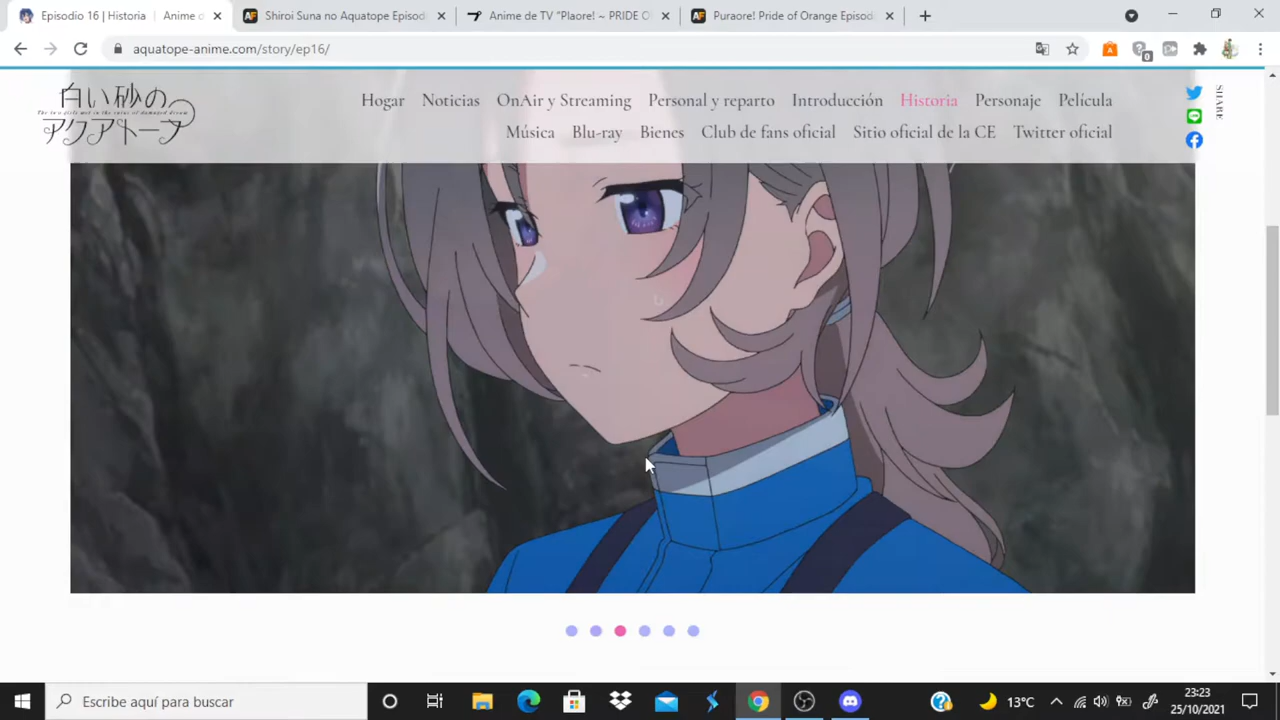 Episodio 16 | Historia | Anime o
Shiroi Suna no Aquatope Episod
Anime de TV "Plaore! ~ PRIDE O
Puraore! Pride of Orange Episod
aquatope-anime.com/story/ep16/
0
白い砂の
アクアトープ
Hogar Noticias OnAir y Streaming Personal y reparto Introducción Historia Personaje Película
Música Blu-ray Bienes Club de fans oficial Sitio oficial de la CE Twitter oficial
SHARE
Escribe aquí para buscar
13°C
23:23
25/10/2021